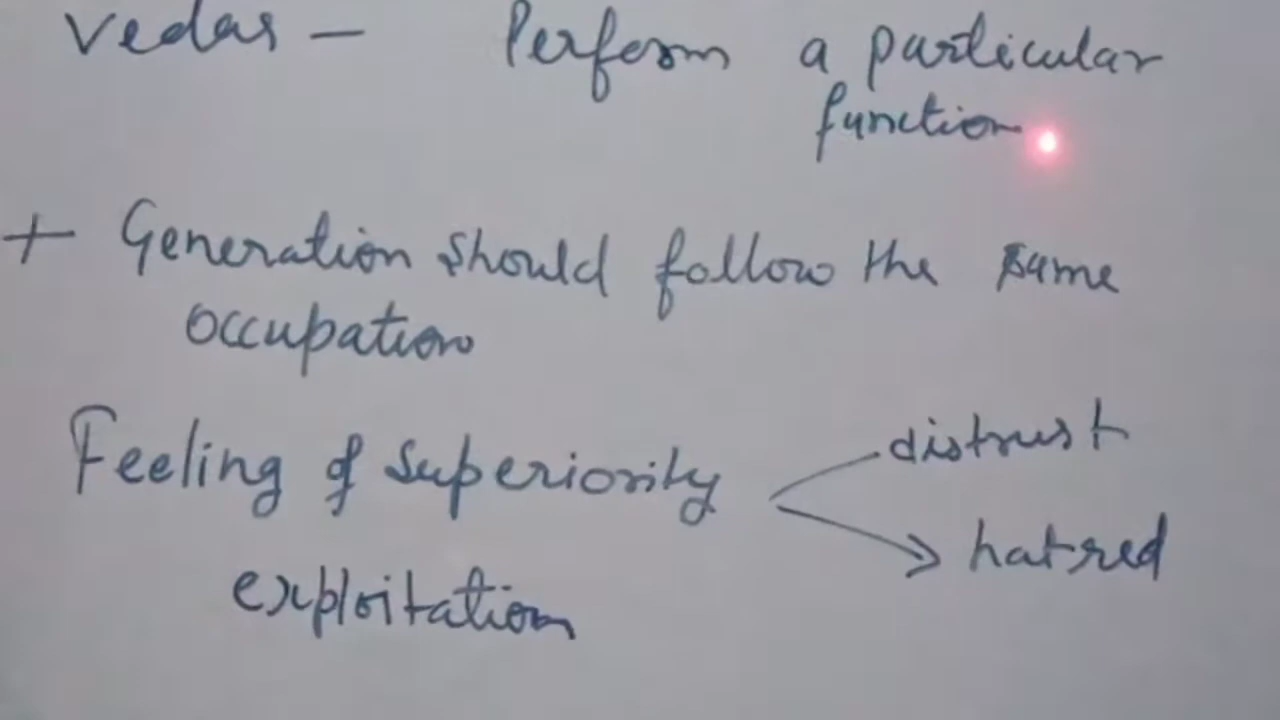 Vedas - Perform a particular
function
+ Generation should follow the same
occupation
Feeling of superiority
distrust
hatred
exploitation